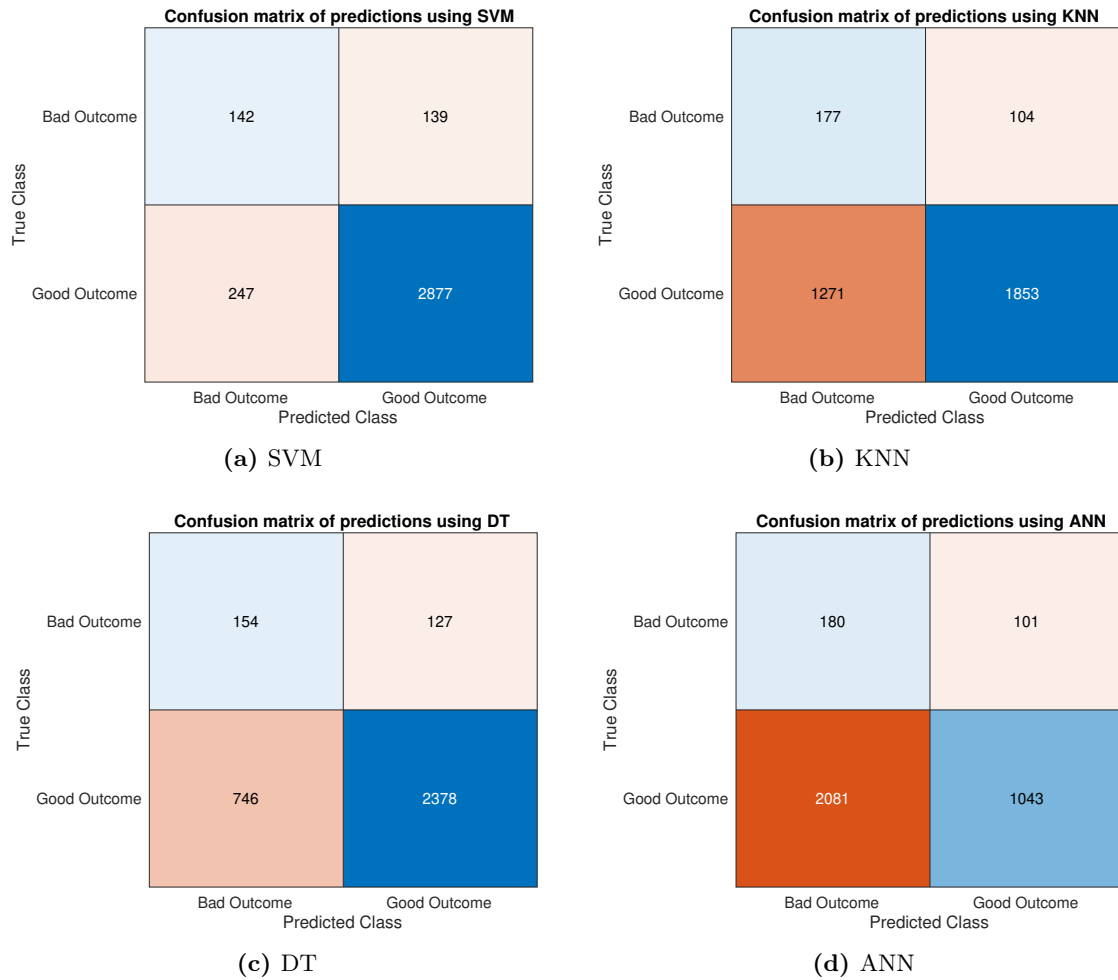 Confusion matrix of predictions using SVM
True Class
Bad Outcome
142 139
Good Outcome
247 2877
Bad Outcome Good Outcome
Predicted Class
(a) SVM
Confusion matrix of predictions using KNN
True Class
Bad Outcome
177 104
Good Outcome
1271 1853
Bad Outcome Good Outcome
Predicted Class
(b) KNN
Confusion matrix of predictions using DT
True Class
Bad Outcome
154 127
Good Outcome
746 2378
Bad Outcome Good Outcome
Predicted Class
(c) DT
Confusion matrix of predictions using ANN
True Class
Bad Outcome
180 101
Good Outcome
2081 1043
Bad Outcome Good Outcome
Predicted Class
(d) ANN